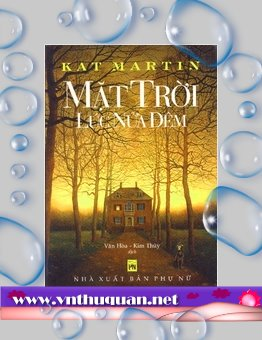 KAT MARTIN
MẶT TRỜI
LÚC NỬA ĐÊM
Văn Hòa - Kim Thùy
dịch
NHÀ XUẤT BẢN PHỤ NỮ
www.vnthuquan.net